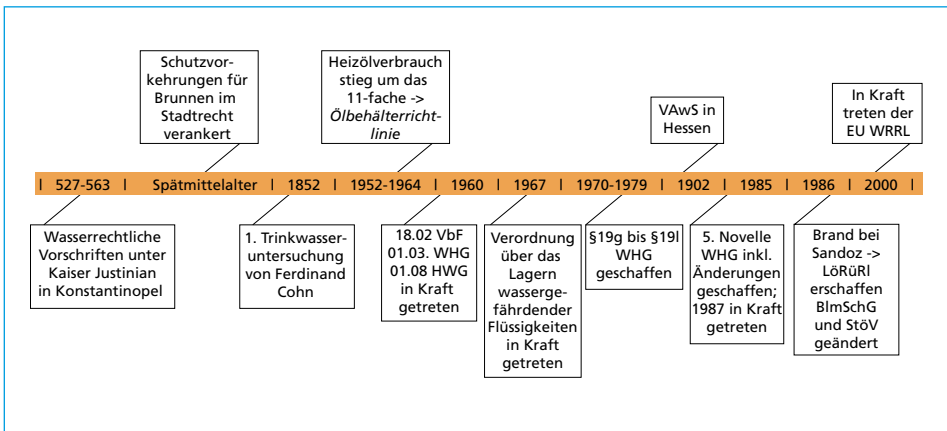 Schutzvor-
kehrungen für
Brunnen im
Stadtrecht
verankert
Heizölverbrauch
stieg um das
11-fache ->
Ölbehälterricht-
linie
VAwS in
Hessen
In Kraft
treten der
EU WRRL
| 527-563 | Spätmittelalter | 1852 | 1952-1964 | 1960 | 1967 | 1970-1979 | 1902 | 1985 | 1986 | 2000 |
Wasserrechtliche
Vorschriften unter
Kaiser Justinian
in Konstantinopel
1. Trinkwasser-
untersuchung
von Ferdinand
Cohn
18.02 VbF
01.03. WHG
01.08 HWG
in Kraft
getreten
Verordnung
über das
Lagern
wasserge-
fährdender
Flüssigkeiten
in Kraft
getreten
§19g bis §19l
WHG
geschaffen
5. Novelle
WHG inkl.
Änderungen
geschaffen;
1987 in Kraft
getreten
Brand bei
Sandoz ->
LöRüRl
erschaffen
BlmSchG
und StöV
geändert